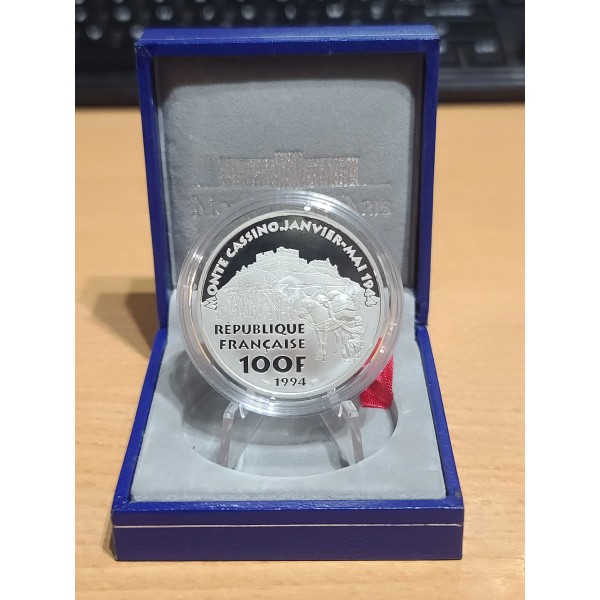 MONTE CASSINO.JANVIER-MAI 1944
RÉPUBLIQUE
FRANÇAISE
100F
1994